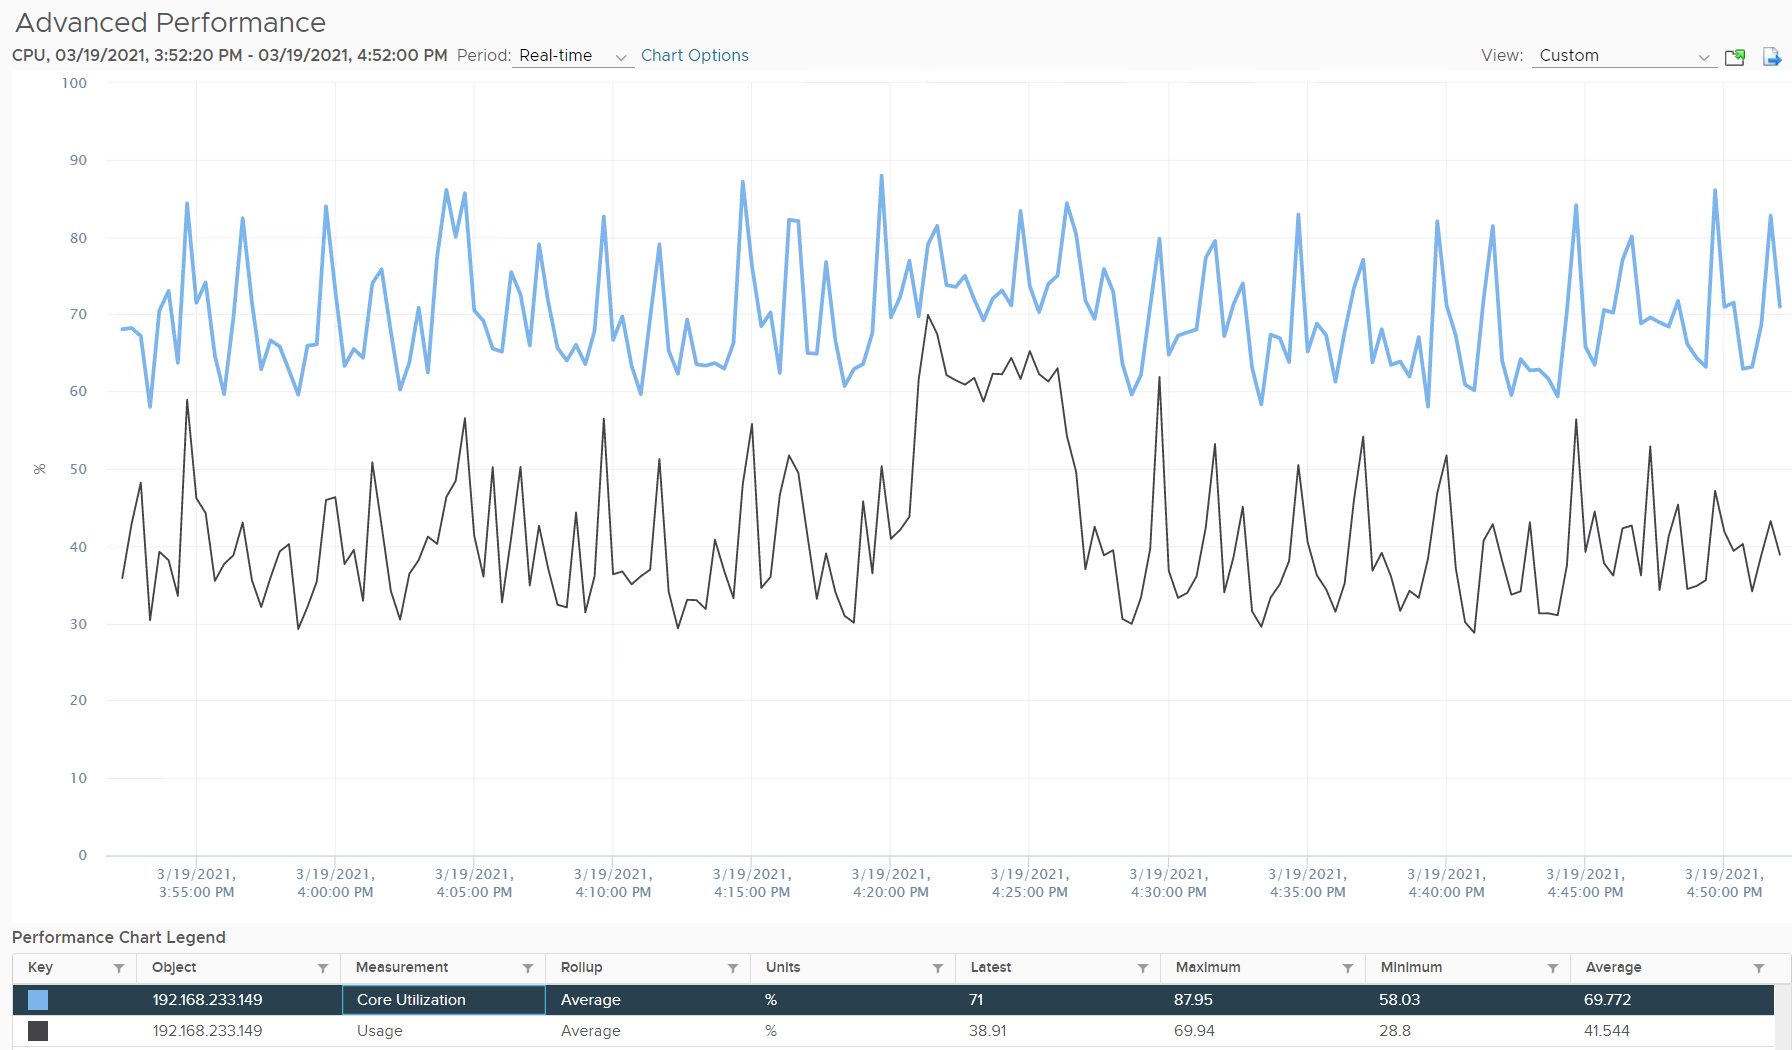 Advanced Performance
CPU, 03/19/2021, 3:52:20 PM - 03/19/2021, 4:52:00 PM Period: Real-time Chart Options View: Custom
100
90
80
70
60
50
40
30
20
10
0
%
3/19/2021, 3/19/2021, 3/19/2021, 3/19/2021, 3/19/2021, 3/19/2021, 3/19/2021, 3/19/2021, 3/19/2021, 3/19/2021, 3/19/2021, 3/19/2021,
3:55:00 PM 4:00:00 PM 4:05:00 PM 4:10:00 PM 4:15:00 PM 4:20:00 PM 4:25:00 PM 4:30:00 PM 4:35:00 PM 4:40:00 PM 4:45:00 PM 4:50:00 PM
Performance Chart Legend
Key Object Measurement Rollup Units Latest Maximum Minimum Average
192.168.233.149 Core Utilization Average % 71 87.95 58.03 69.772
192.168.233.149 Usage Average % 38.91 69.94 28.8 41.544